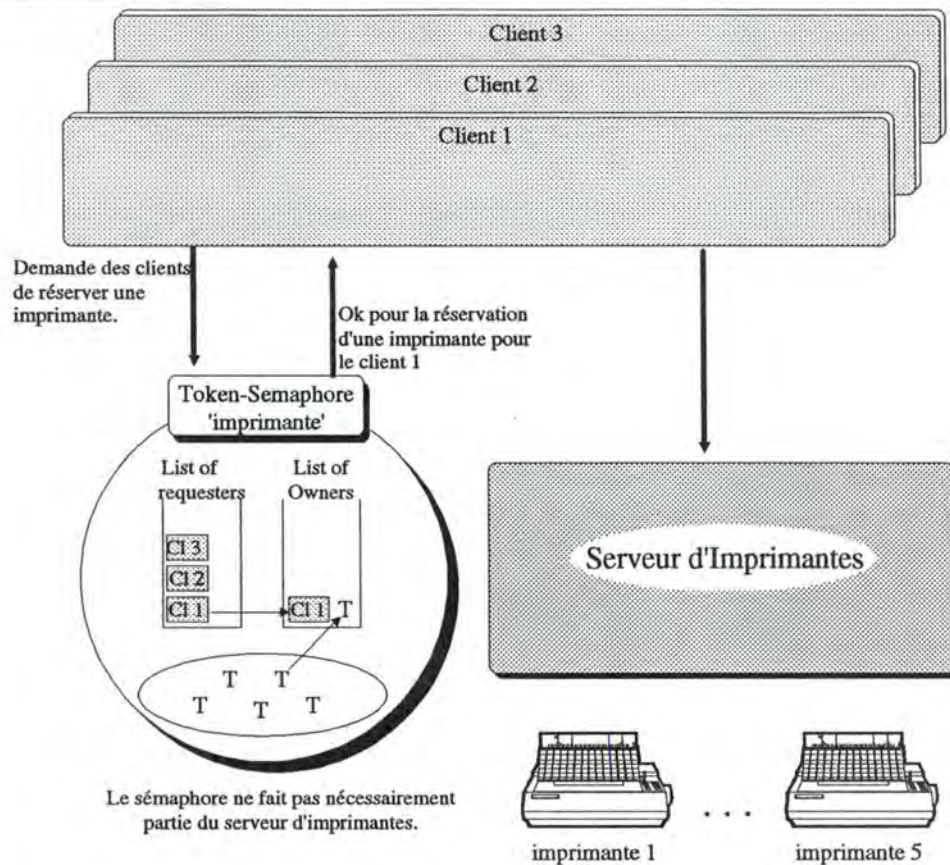 Client 3
Client 2
Client 1
Demande des clients
de réserver une
imprimante.
Ok pour la réservation
d'une imprimante pour
le client 1
Token-Semaphore
'imprimante'
List of
requesters
List of
Owners
Cl 3
Cl 2
Cl 1
Cl 1 T
T T
T T T
Serveur d'Imprimantes
Le sémaphore ne fait pas nécessairement
partie du serveur d'imprimantes.
. . .
imprimante 1
imprimante 5